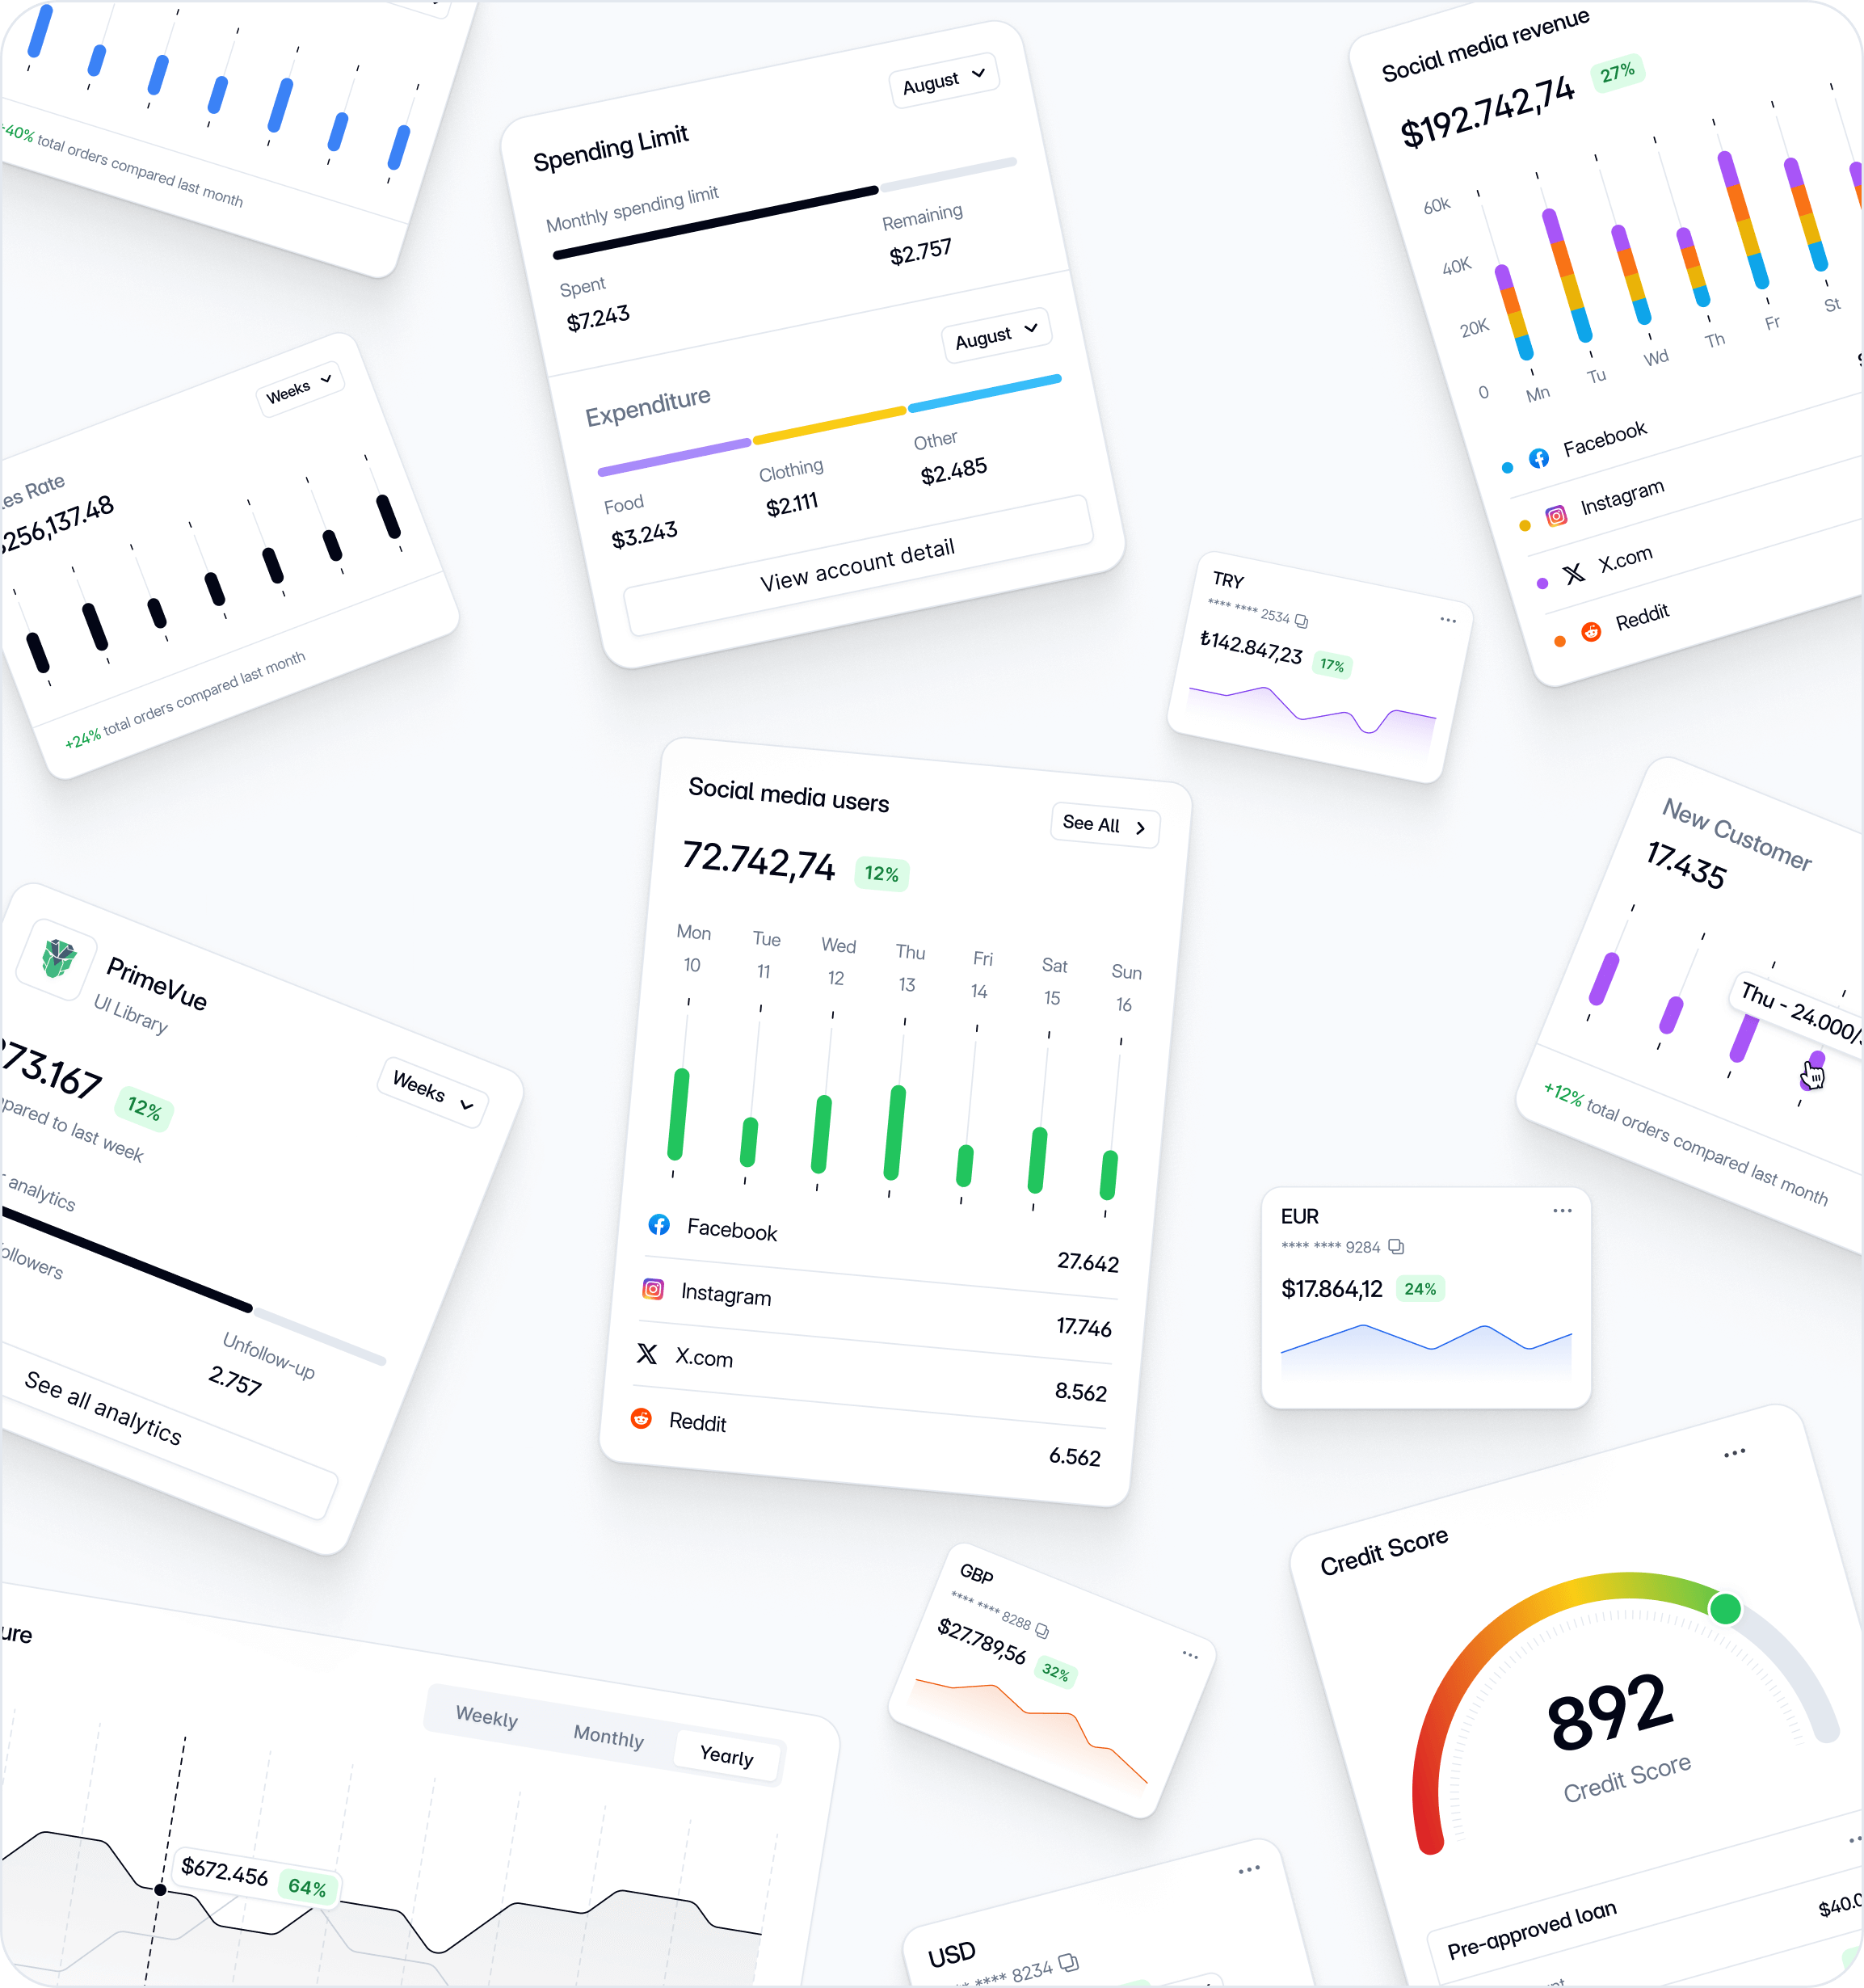 -40% total orders compared last month
August
Spending Limit
Monthly spending limit
Remaining
$2.757
Spent
$7.243
August
Expenditure
Food
$3.243
Clothing
$2.111
Other
$2.485
View account detail
Social media revenue
$192.742,74 27%
60k
40K
20K
0
Mn Tu Wd Th Fr St
Facebook
Instagram
X.com
Reddit
Weeks
es Rate
256,137.48
+24% total orders compared last month
TRY
**** **** 2534
₺142.847,23 17%
Social media users
See All
72.742,74 12%
Mon Tue Wed Thu Fri Sat Sun
10 11 12 13 14 15 16
Facebook 27.642
Instagram 17.746
X.com 8.562
Reddit 6.562
New Customer
17.435
Thu - 24.000/
+12% total orders compared last month
PrimeVue
UI Library
Weeks
73.167 12%
pared to last week
analytics
ollowers
Unfollow-up
2.757
See all analytics
EUR
**** **** 9284
$17.864,12 24%
GBP
**** **** 8288
$27.789,56 32%
Credit Score
892
Credit Score
Pre-approved loan
$40.0
ure
Weekly Monthly Yearly
$672.456 64%
USD
**** 8234